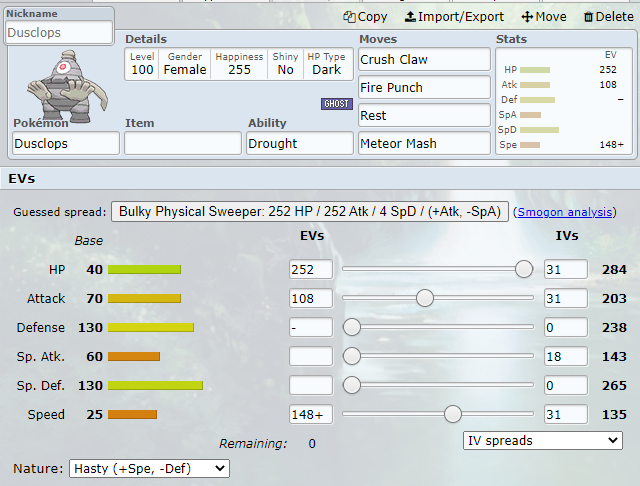 Nickname
Dusclops
Copy Import/Export Move Delete
Details
Level Gender Happiness Shiny HP Type
100 Female 255 No Dark
GHOST
Pokémon Item Ability
Dusclops Drought
Moves
Crush Claw
Fire Punch
Rest
Meteor Mash
Stats
EV
HP 252
Atk 108
Def –
SpA
SpD
Spe 148+
EVs
Guessed spread: Bulky Physical Sweeper: 252 HP / 252 Atk / 4 SpD / (+Atk, -SpA) (Smogon analysis)
Base EVs IVs
HP 40 252 31 284
Attack 70 108 31 203
Defense 130 - 0 238
Sp. Atk. 60 18 143
Sp. Def. 130 0 265
Speed 25 148+ 31 135
Remaining: 0 IV spreads
Nature: Hasty (+Spe, -Def)